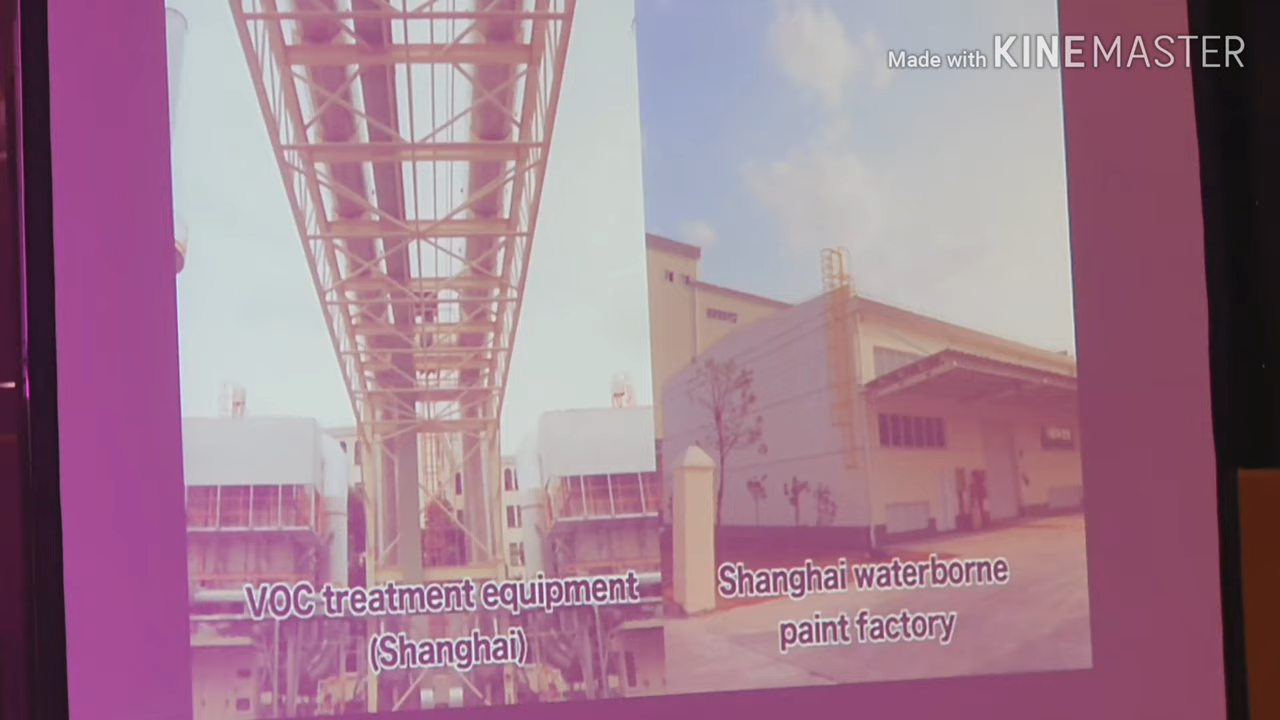 Made with KINEMASTER
VOC treatment equipment
(Shanghai)
Shanghai waterborne
paint factory